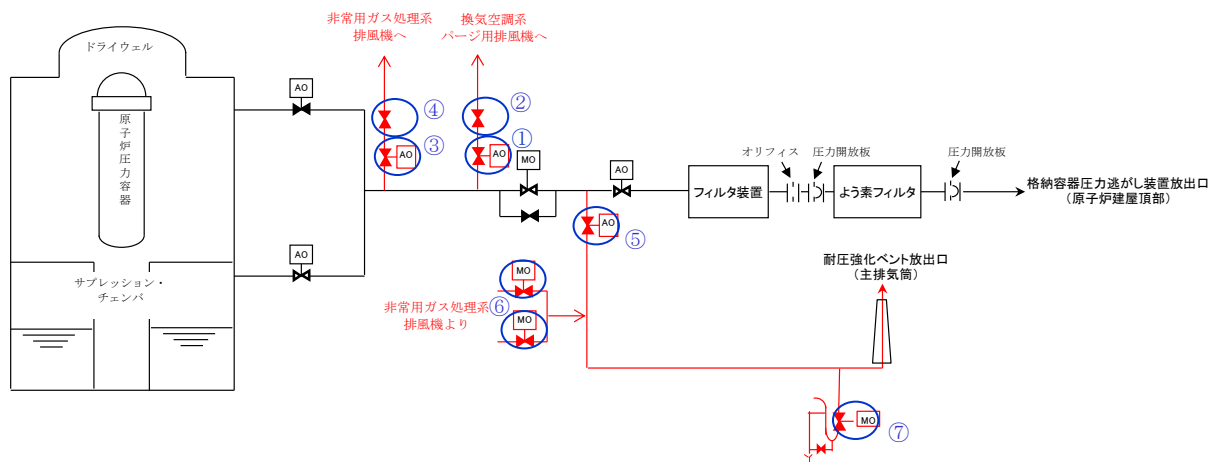 非常用ガス処理系
排風機へ
換気空調系
パージ用排風機へ
ドライウェル
AO
④
②
③
AO
①
AO
MO
AO
原子炉圧力容器
オリフィス
圧力開放板
圧力開放板
フィルタ装置
よう素フィルタ
格納容器圧力逃がし装置放出口
(原子炉建屋頂部)
AO
⑤
AO
サプレッション・
チェンバ
耐圧強化ベント放出口
(主排気筒)
MO
⑥
非常用ガス処理系
排風機より
MO
MO
⑦